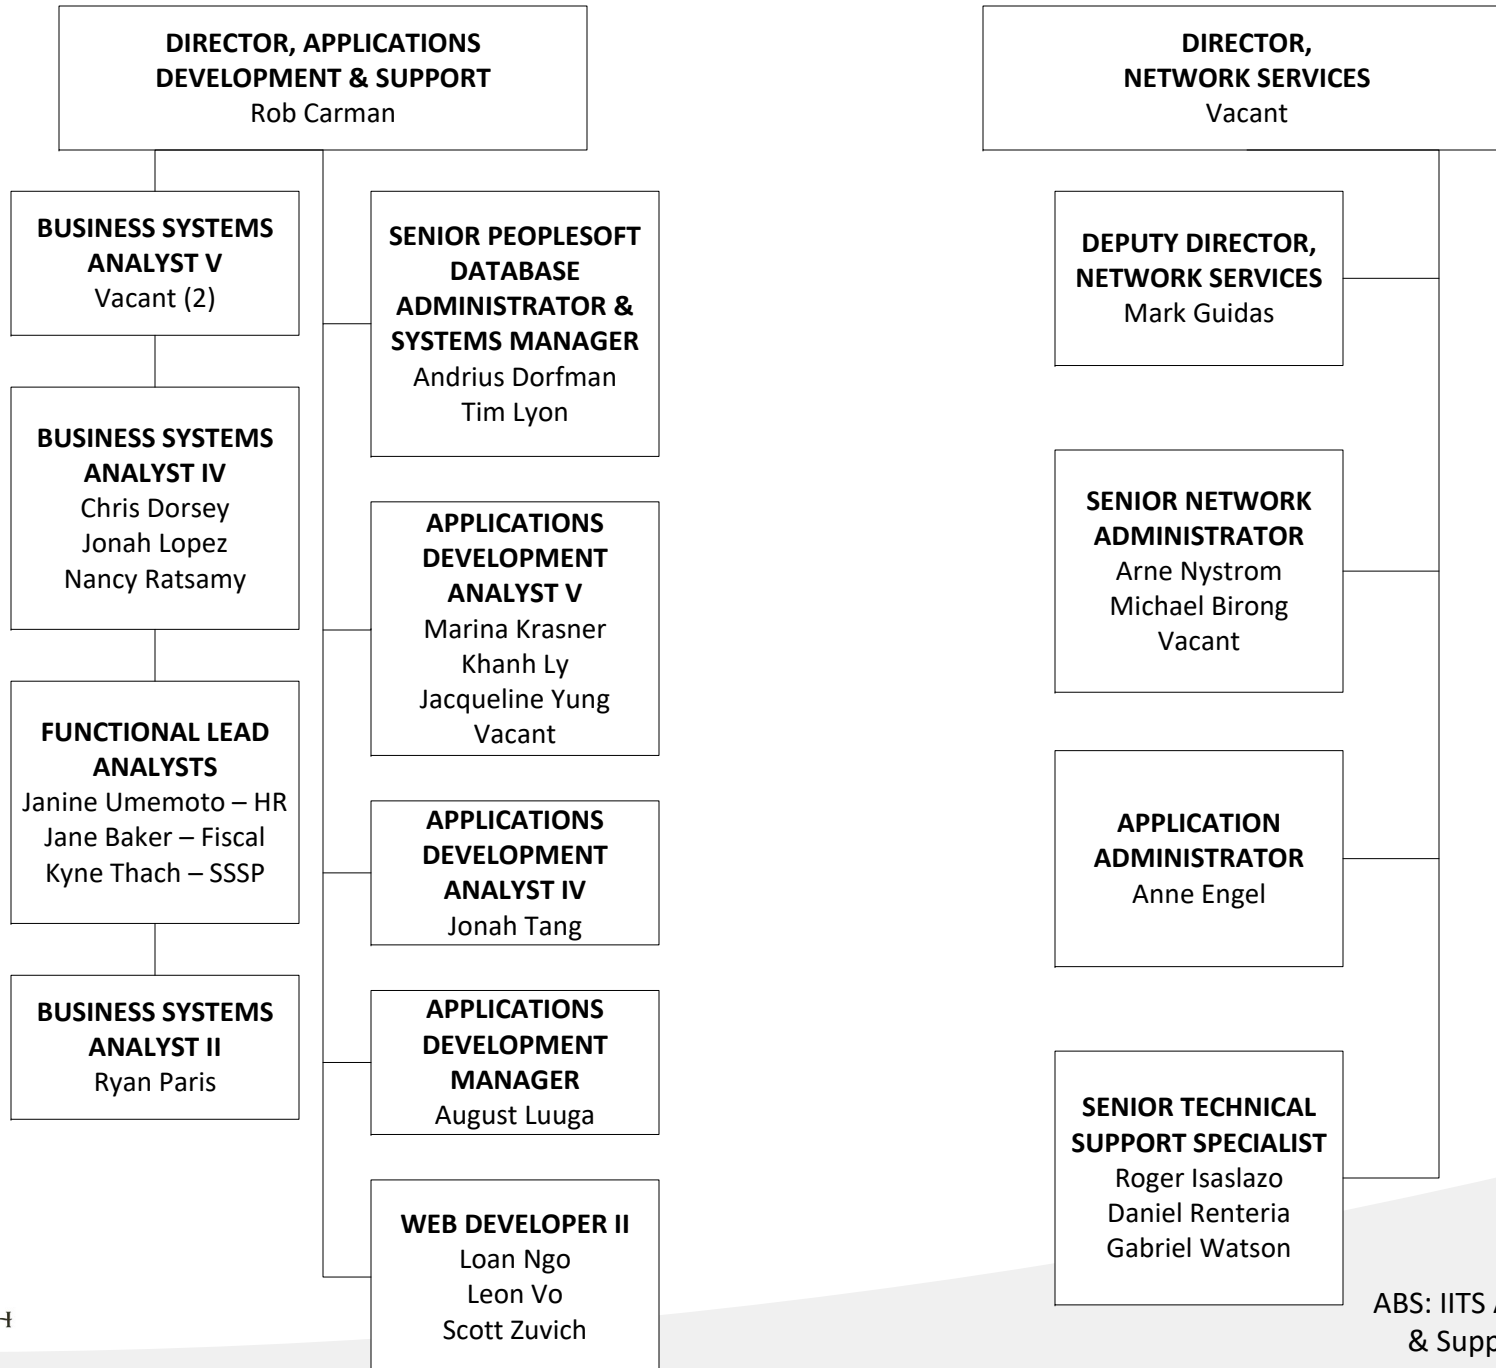 DIRECTOR, APPLICATIONS
DEVELOPMENT & SUPPORT
Rob Carman
BUSINESS SYSTEMS
ANALYST V
Vacant (2)
BUSINESS SYSTEMS
ANALYST IV
Chris Dorsey
Jonah Lopez
Nancy Ratsamy
FUNCTIONAL LEAD
ANALYSTS
Janine Umemoto – HR
Jane Baker – Fiscal
Kyne Thach – SSSP
BUSINESS SYSTEMS
ANALYST II
Ryan Paris
SENIOR PEOPLESOFT
DATABASE
ADMINISTRATOR &
SYSTEMS MANAGER
Andrius Dorfman
Tim Lyon
APPLICATIONS
DEVELOPMENT
ANALYST V
Marina Krasner
Khanh Ly
Jacqueline Yung
Vacant
APPLICATIONS
DEVELOPMENT
ANALYST IV
Jonah Tang
APPLICATIONS
DEVELOPMENT
MANAGER
August Luuga
WEB DEVELOPER II
Loan Ngo
Leon Vo
Scott Zuvich
DIRECTOR,
NETWORK SERVICES
Vacant
DEPUTY DIRECTOR,
NETWORK SERVICES
Mark Guidas
SENIOR NETWORK
ADMINISTRATOR
Arne Nystrom
Michael Birong
Vacant
APPLICATION
ADMINISTRATOR
Anne Engel
SENIOR TECHNICAL
SUPPORT SPECIALIST
Roger Isaslazo
Daniel Renteria
Gabriel Watson
H
ABS: IITS
& Supp